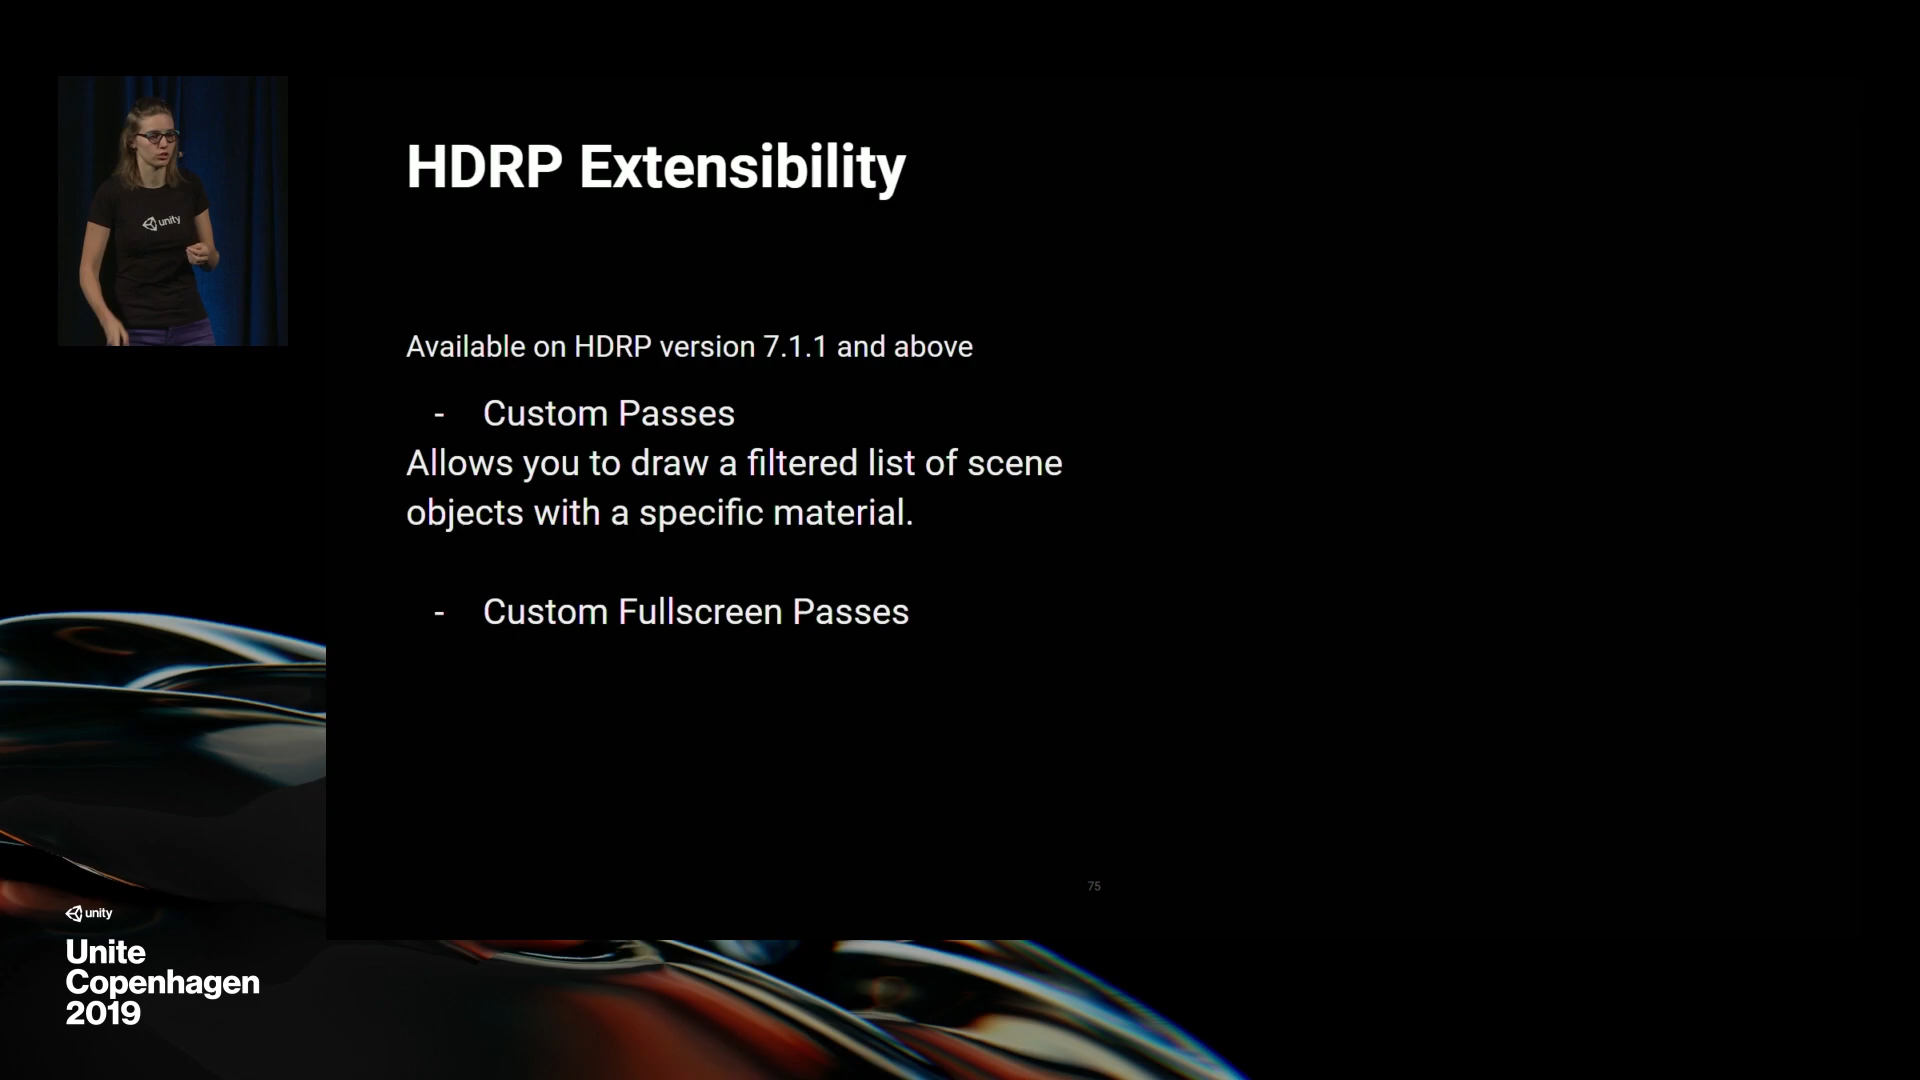 HDRP Extensibility
Available on HDRP version 7.1.1 and above
- Custom Passes
Allows you to draw a filtered list of scene
objects with a specific material.
- Custom Fullscreen Passes
75
unity
unity
Unite
Copenhagen
2019